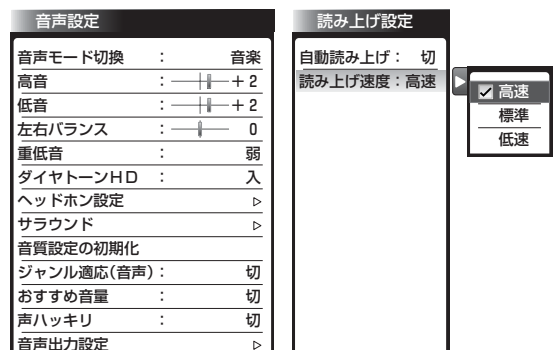 音声設定
音声モード切換 : 音楽
高音 : +2
低音 : +2
左右バランス : 0
重低音 : 弱
ダイヤトーンHD : 入
ヘッドホン設定
サラウンド
音質設定の初期化
ジャンル適応(音声) : 切
おすすめ音量 : 切
声ハッキリ : 切
音声出力設定
読み上げ設定
自動読み上げ : 切
読み上げ速度 : 高速
高速
標準
低速